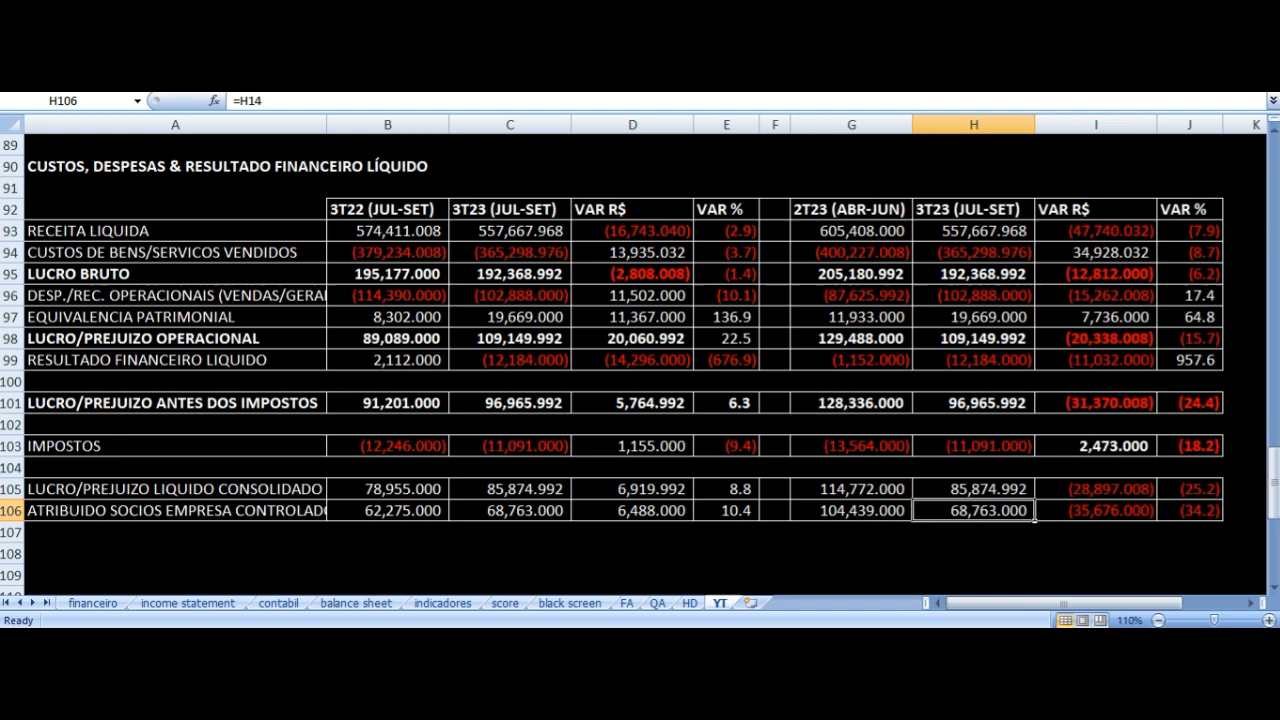 H106 fx =H14
A B C D E F G H I J K
89
90 CUSTOS, DESPESAS & RESULTADO FINANCEIRO LÍQUIDO
91
92 3T22 (JUL-SET) 3T23 (JUL-SET) VAR R$ VAR % 2T23 (ABR-JUN) 3T23 (JUL-SET) VAR R$ VAR %
93 RECEITA LIQUIDA 574,411.008 557,667.968 (16,743.040) (2.9) 605,408.000 557,667.968 (47,740.032) (7.9)
94 CUSTOS DE BENS/SERVICOS VENDIDOS (379,234.008) (365,298.976) 13,935.032 (3.7) (400,227.008) (365,298.976) 34,928.032 (8.7)
95 LUCRO BRUTO 195,177.000 192,368.992 (2,808.008) (1.4) 205,180.992 192,368.992 (12,812.000) (6.2)
96 DESP./REC. OPERACIONAIS (VENDAS/GERAI (114,390.000) (102,888.000) 11,502.000 (10.1) (87,625.992) (102,888.000) (15,262.008) 17.4
97 EQUIVALENCIA PATRIMONIAL 8,302.000 19,669.000 11,367.000 136.9 11,933.000 19,669.000 7,736.000 64.8
98 LUCRO/PREJUIZO OPERACIONAL 89,089.000 109,149.992 20,060.992 22.5 129,488.000 109,149.992 (20,338.008) (15.7)
99 RESULTADO FINANCEIRO LIQUIDO 2,112.000 (12,184.000) (14,296.000) (676.9) (1,152.000) (12,184.000) (11,032.000) 957.6
100
101 LUCRO/PREJUIZO ANTES DOS IMPOSTOS 91,201.000 96,965.992 5,764.992 6.3 128,336.000 96,965.992 (31,370.008) (24.4)
102
103 IMPOSTOS (12,246.000) (11,091.000) 1,155.000 (9.4) (13,564.000) (11,091.000) 2,473.000 (18.2)
104
105 LUCRO/PREJUIZO LIQUIDO CONSOLIDADO 78,955.000 85,874.992 6,919.992 8.8 114,772.000 85,874.992 (28,897.008) (25.2)
106 ATRIBUIDO SOCIOS EMPRESA CONTROLADO 62,275.000 68,763.000 6,488.000 10.4 104,439.000 68,763.000 (35,676.000) (34.2)
107
108
109
financeiro income statement contabil balance sheet indicadores score black screen FA QA HD YT
Ready 110%